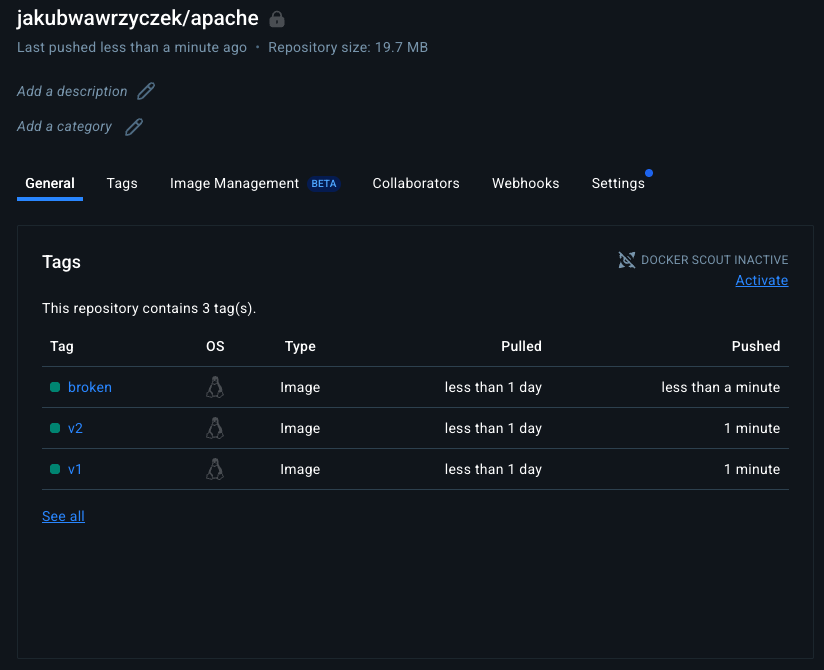 jakubwawrzyczek/apache
Last pushed less than a minute ago • Repository size: 19.7 MB
Add a description
Add a category
General Tags Image Management BETA Collaborators Webhooks Settings
Tags
DOCKER SCOUT INACTIVE
Activate
This repository contains 3 tag(s).
Tag OS Type Pulled Pushed
broken Image less than 1 day less than a minute
v2 Image less than 1 day 1 minute
v1 Image less than 1 day 1 minute
See all